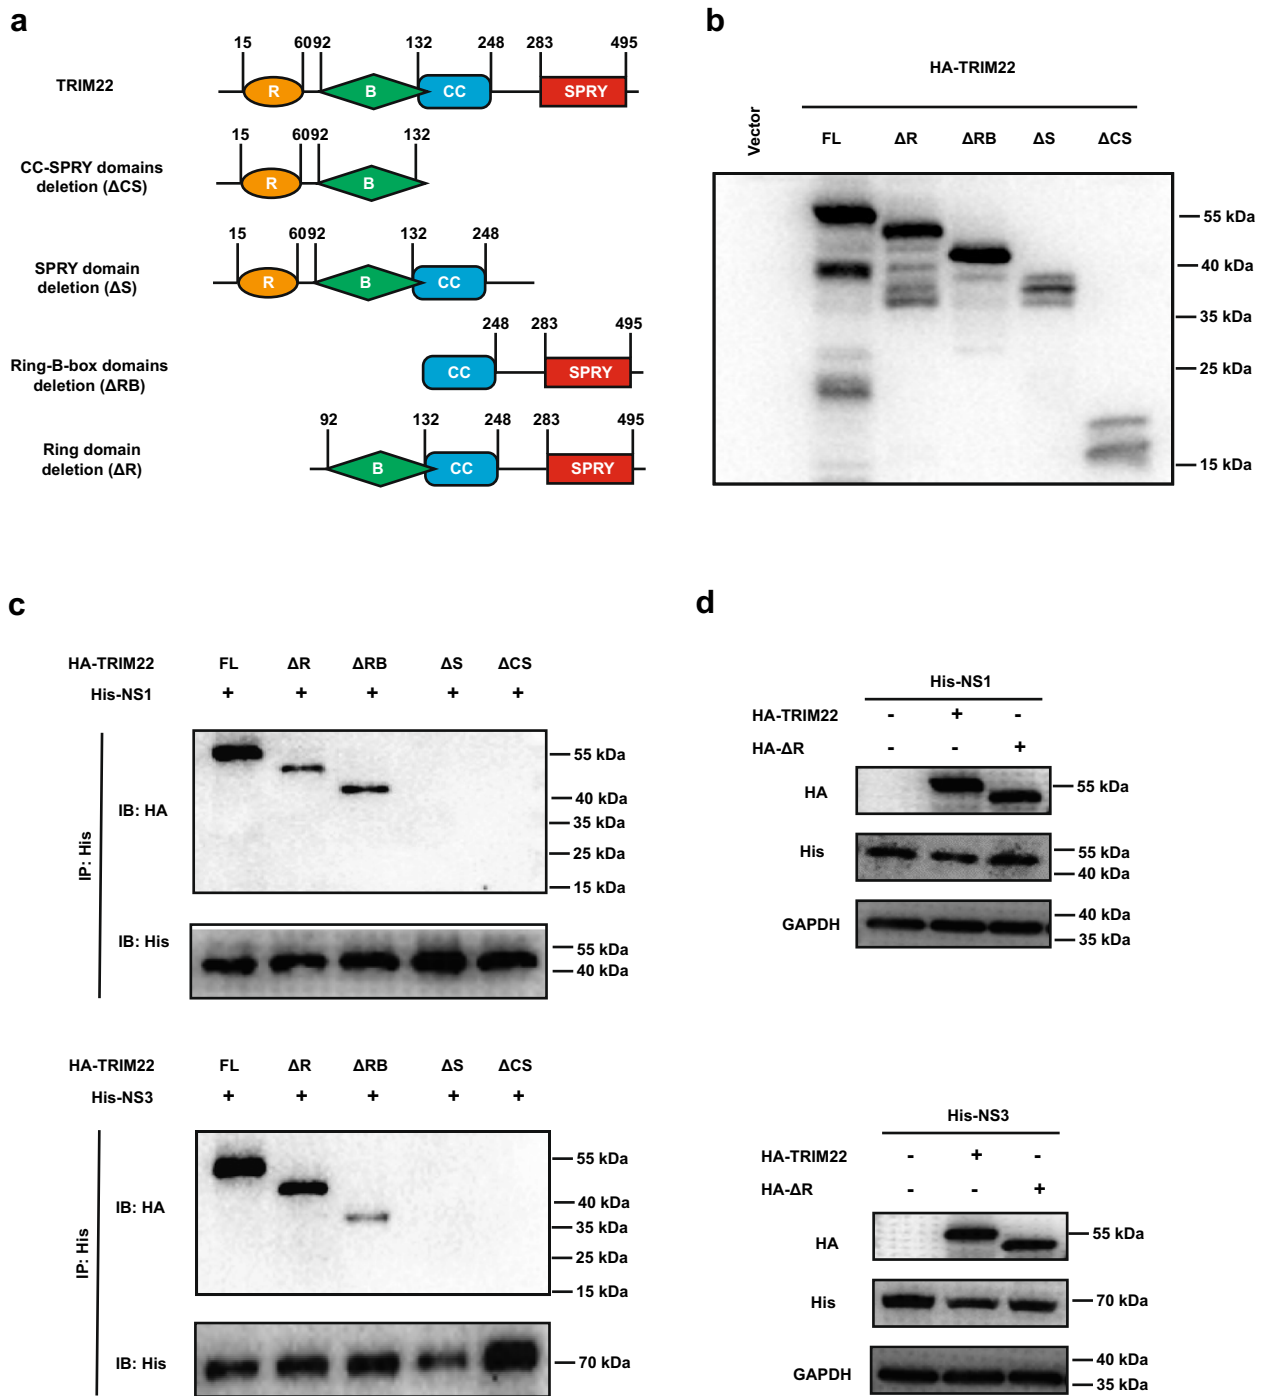 a
15 6092 132 248 283 495
TRIM22 R B CC SPRY
15 6092 132
CC-SPRY domains
deletion (ΔCS)
R B
15 6092 132 248
SPRY domain
deletion (ΔS)
R B CC
248 283 495
Ring-B-box domains
deletion (ΔRB)
CC SPRY
92 132 248 283 495
Ring domain
deletion (ΔR)
B CC SPRY
b
HA-TRIM22
Vector FL ΔR ΔRB ΔS ΔCS
55 kDa
40 kDa
35 kDa
25 kDa
15 kDa
c
HA-TRIM22 FL ΔR ΔRB ΔS ΔCS
His-NS1 + + + + +
IP: His
IB: HA
55 kDa
40 kDa
35 kDa
25 kDa
15 kDa
IB: His
55 kDa
40 kDa
HA-TRIM22 FL ΔR ΔRB ΔS ΔCS
His-NS3 + + + + +
IP: His
IB: HA
55 kDa
40 kDa
35 kDa
25 kDa
15 kDa
IB: His
70 kDa
d
His-NS1
HA-TRIM22 - + -
HA-ΔR - - +
HA 55 kDa
His 55 kDa
40 kDa
GAPDH 40 kDa
35 kDa
His-NS3
HA-TRIM22 - + -
HA-ΔR - - +
HA 55 kDa
His 70 kDa
GAPDH 40 kDa
35 kDa